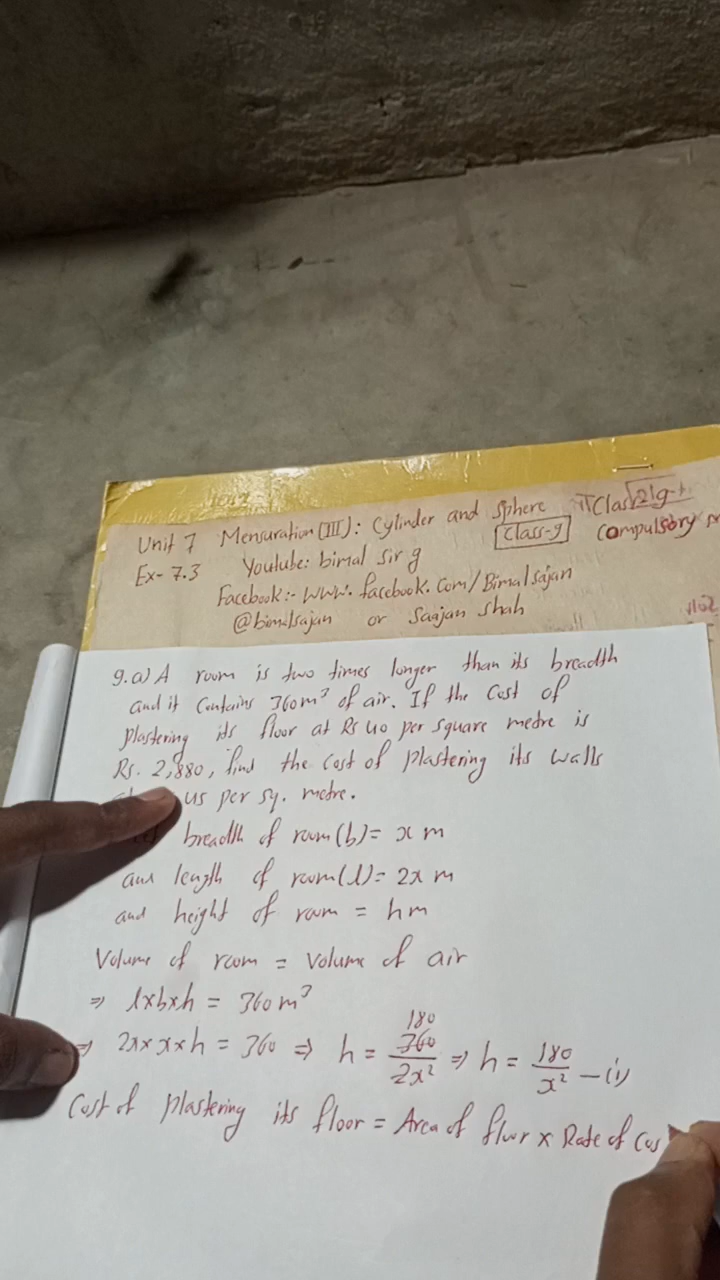 Unit 7 Mensuration (III): Cylinder and Sphere
Class-9 Compulsory
Ex- 7.3 Youtube: bimal sir g
Facebook:- www.facebook.com/Bimalsajan
@bimalsajan or Saajan shah
9.a) A room is two times longer than its breadth
and it contains 360m³ of air. If the cost of
plastering its floor at Rs 40 per square metre is
Rs. 2,880, find the cost of plastering its walls
us per sq. metre.
breadth of room(b)= x m
and length of room(l)= 2x m
and height of room = hm
Volume of room = Volume of air
⇒ l×b×h = 360m³
180
⇒ 2x × x × h = 360 ⇒ h = 360/2x² ⇒ h = 180/x² - (i)
Cost of plastering its floor = Area of floor × Rate of Cos